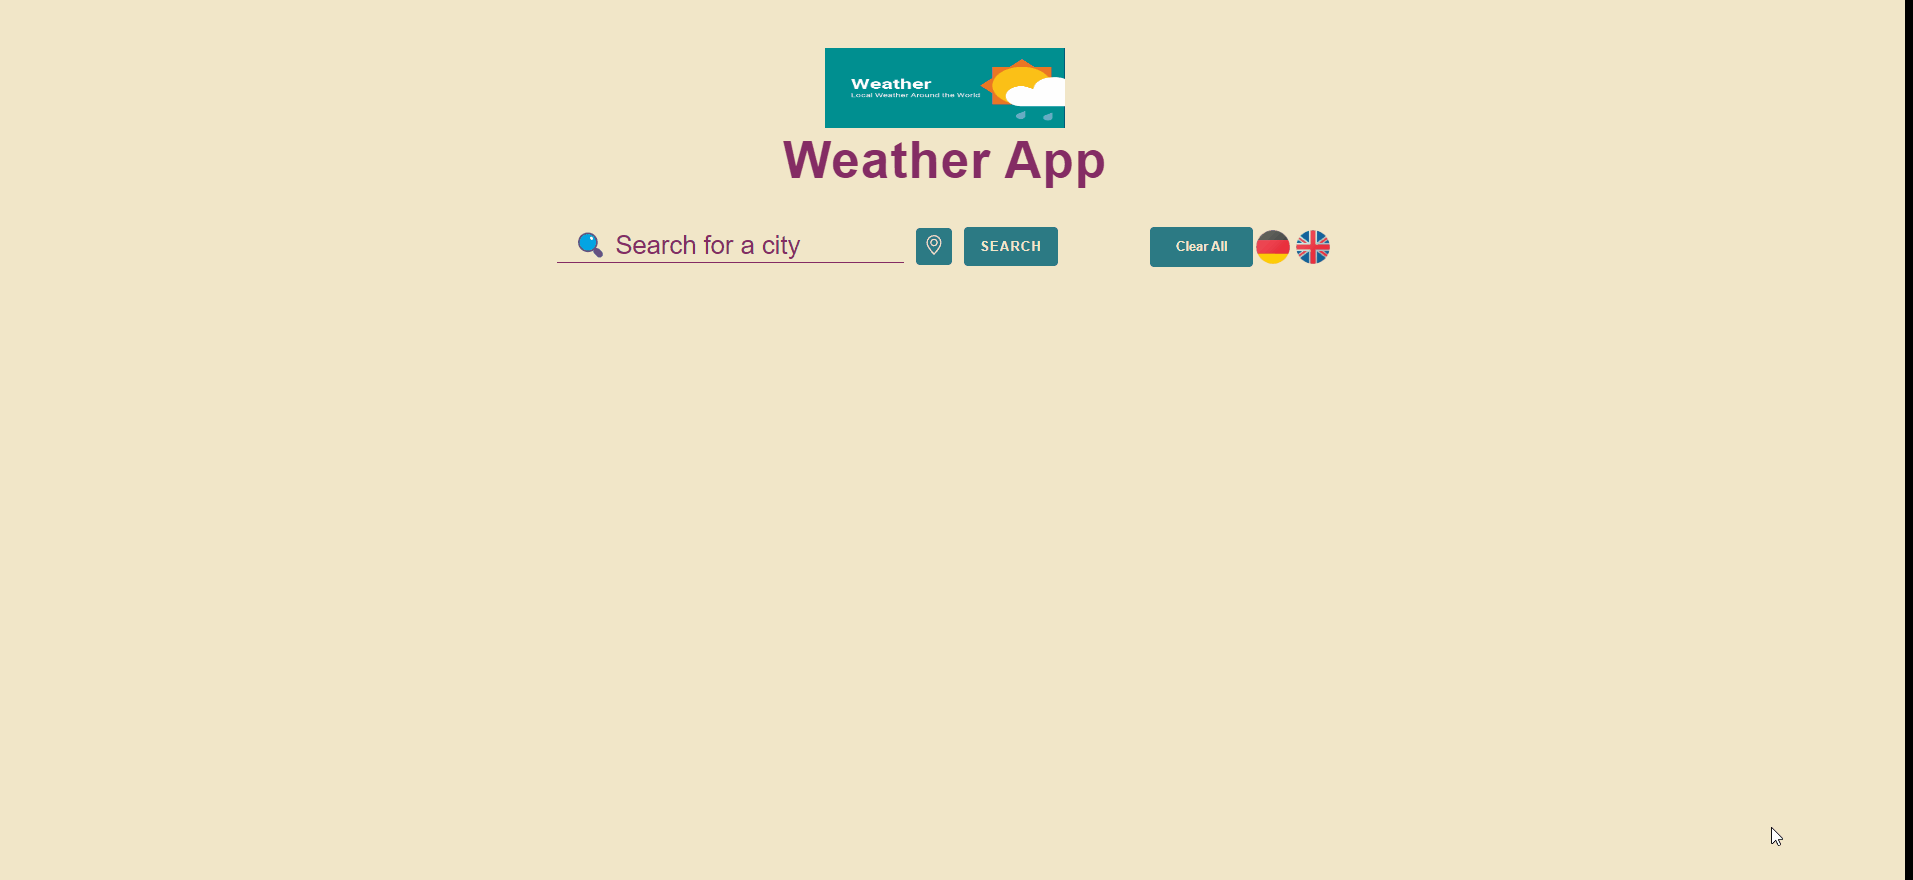 Weather
Local Weather Around the World
Weather App
Search for a city
SEARCH
Clear All